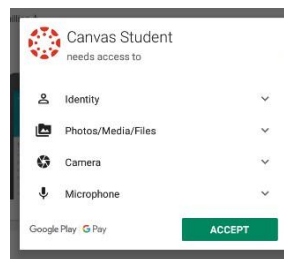 Canvas Student
needs access to
Identity
Photos/Media/Files
Camera
Microphone
Google Play G Pay
ACCEPT